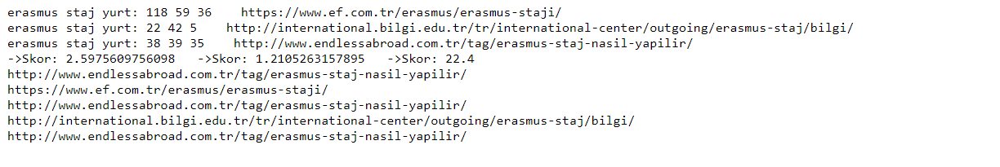 erasmus staj yurt: 118 59 36    https://www.ef.com.tr/erasmus/erasmus-staji/
erasmus staj yurt: 22 42 5    http://international.bilgi.edu.tr/tr/international-center/outgoing/erasmus-staj/bilgi/
erasmus staj yurt: 38 39 35    http://www.endlessabroad.com.tr/tag/erasmus-staj-nasil-yapilir/
->Skor: 2.5975609756098   ->Skor: 1.2105263157895   ->Skor: 22.4
http://www.endlessabroad.com.tr/tag/erasmus-staj-nasil-yapilir/
https://www.ef.com.tr/erasmus/erasmus-staji/
http://www.endlessabroad.com.tr/tag/erasmus-staj-nasil-yapilir/
http://international.bilgi.edu.tr/tr/international-center/outgoing/erasmus-staj/bilgi/
http://www.endlessabroad.com.tr/tag/erasmus-staj-nasil-yapilir/